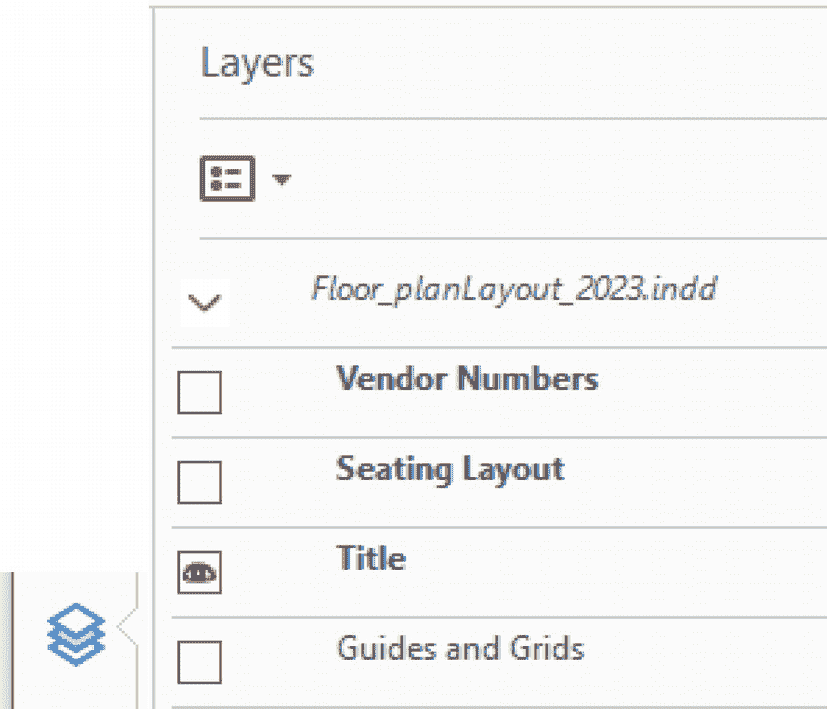 Layers
Floor_planLayout_2023.indd
Vendor Numbers
Seating Layout
Title
Guides and Grids